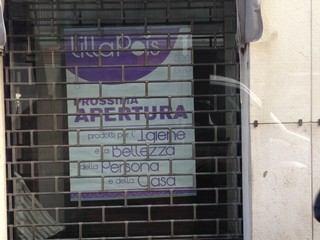 LillaPois
PROSSIMA
APERTURA
prodotti per l'Igiene
e la Bellezza
della Persona
e della Casa